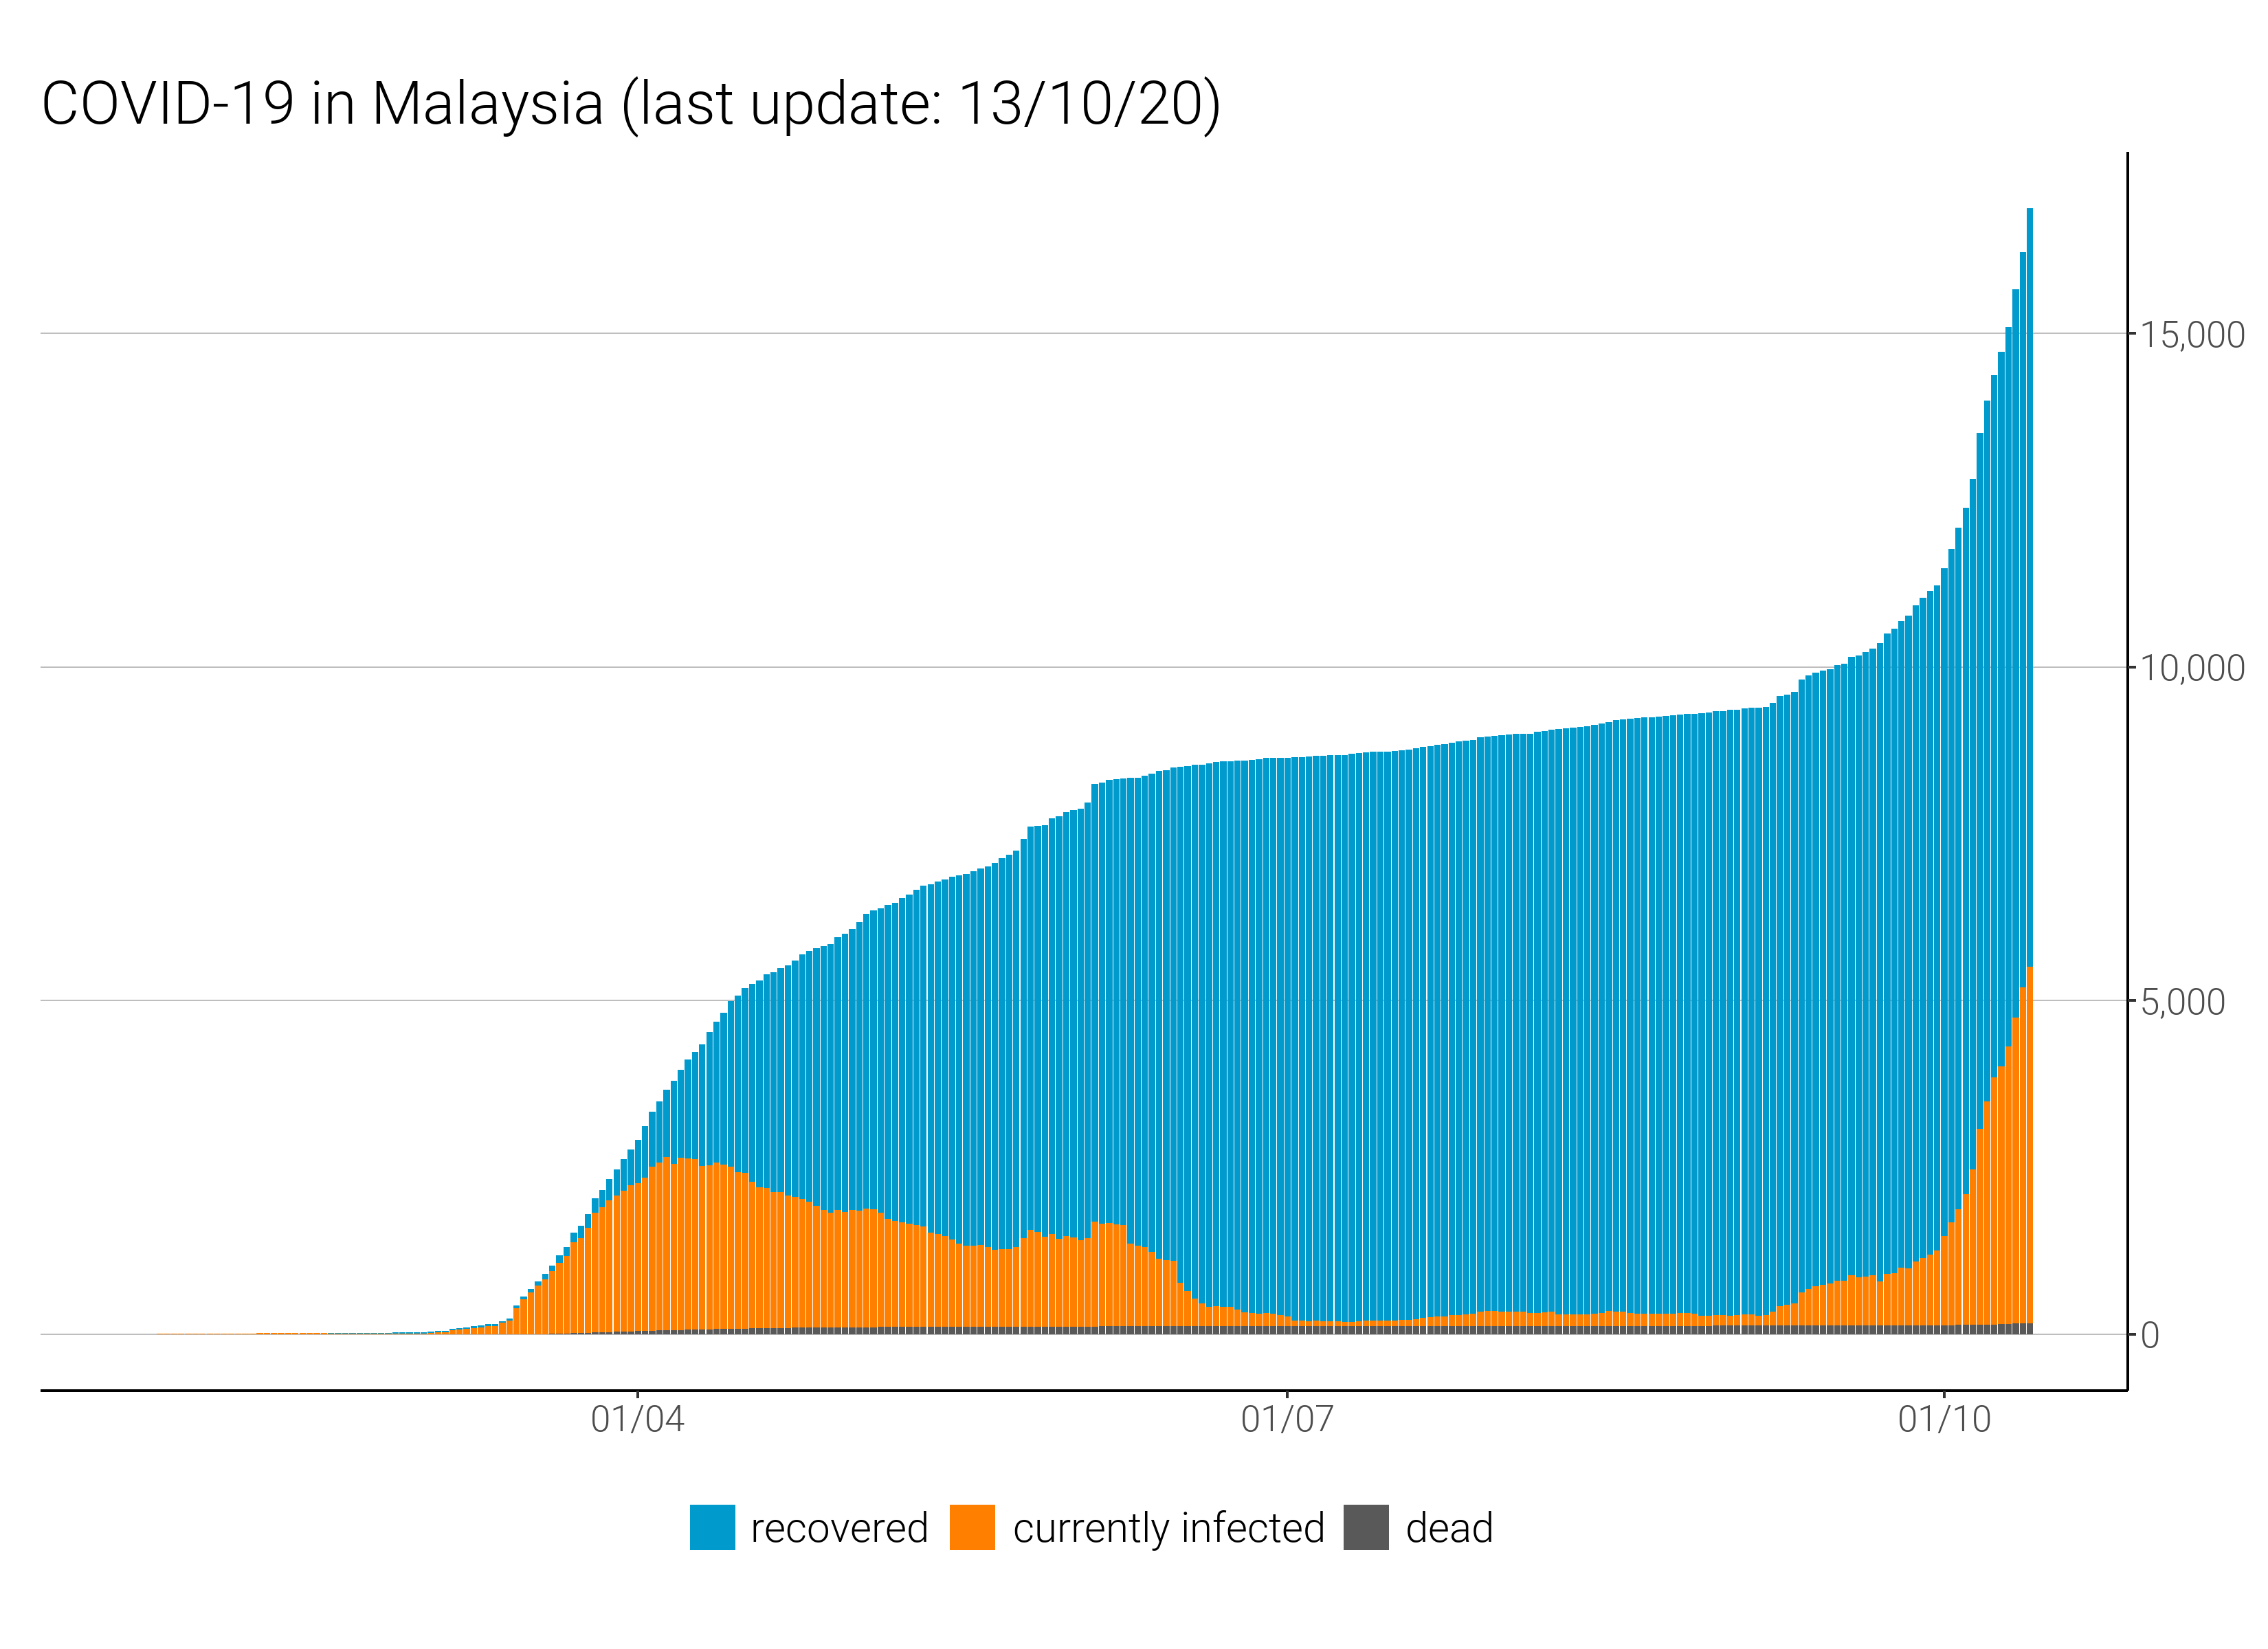 COVID-19 in Malaysia (last update: 13/10/20)
15,000
10,000
5,000
0
01/04 01/07 01/10
recovered currently infected dead